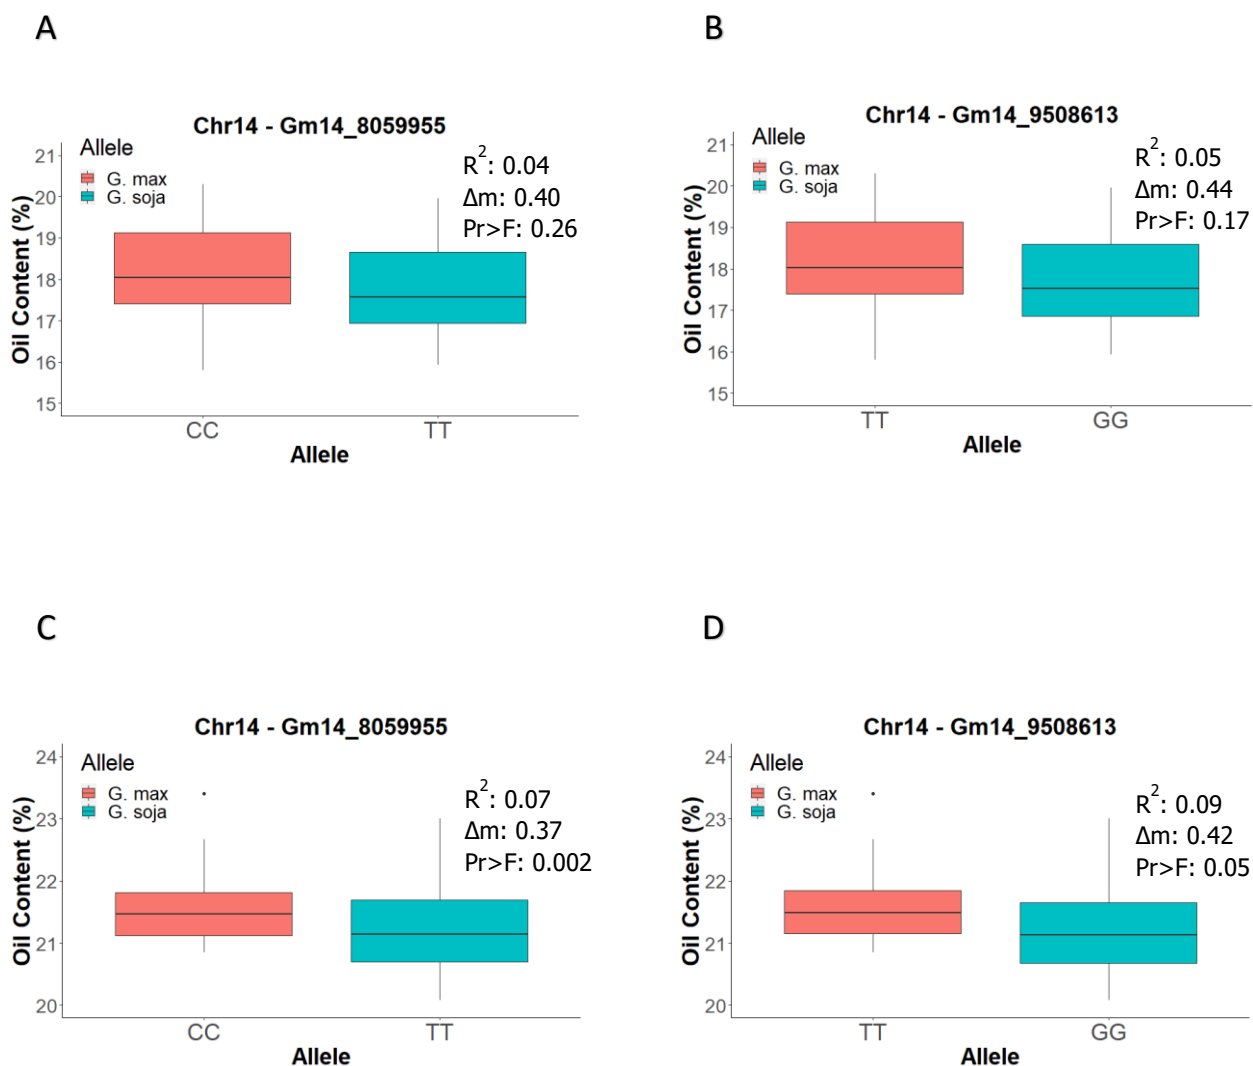 A
Chr14 - Gm14_8059955
Allele
G. max
G. soja
R²: 0.04
Δm: 0.40
Pr>F: 0.26
Oil Content (%)
21
20
19
18
17
16
15
CC TT
Allele
B
Chr14 - Gm14_9508613
Allele
G. max
G. soja
R²: 0.05
Δm: 0.44
Pr>F: 0.17
Oil Content (%)
21
20
19
18
17
16
15
TT GG
Allele
C
Chr14 - Gm14_8059955
Allele
G. max
G. soja
R²: 0.07
Δm: 0.37
Pr>F: 0.002
Oil Content (%)
24
23
22
21
20
CC TT
Allele
D
Chr14 - Gm14_9508613
Allele
G. max
G. soja
R²: 0.09
Δm: 0.42
Pr>F: 0.05
Oil Content (%)
24
23
22
21
20
TT GG
Allele